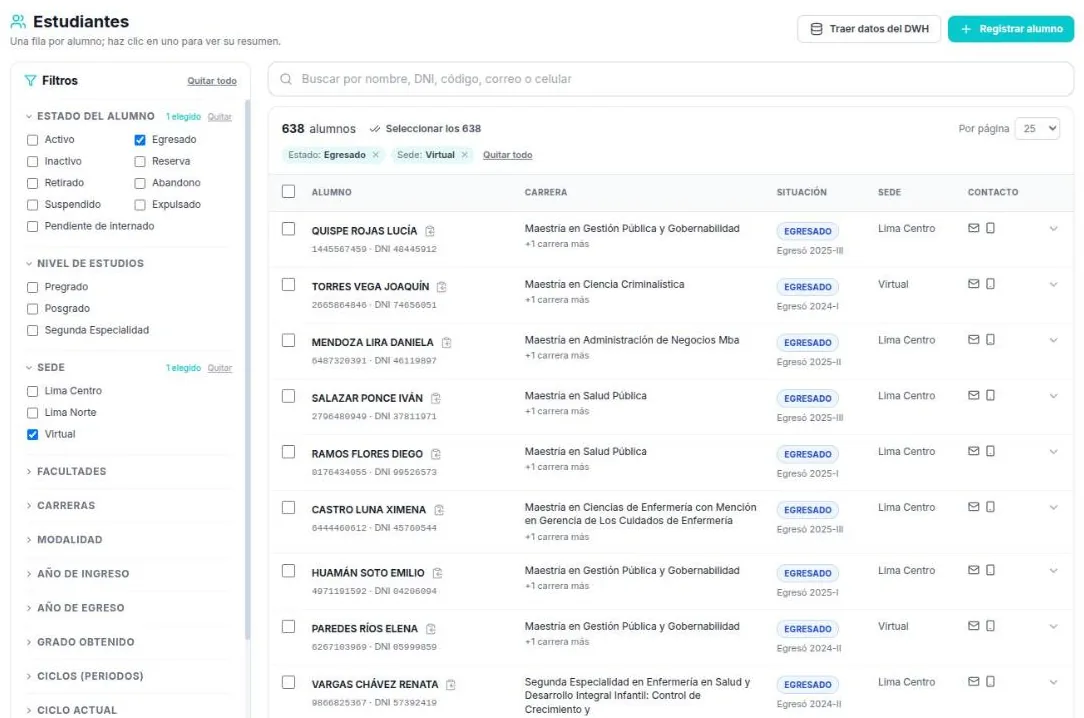 Estudiantes
Una fila por alumno; haz clic en uno para ver su resumen.
Traer datos del DWH
Registrar alumno
Filtros
Quitar todo
ESTADO DEL ALUMNO 1 elegido Quitar
Activo
Egresado
Inactivo
Reserva
Retirado
Abandono
Suspendido
Expulsado
Pendiente de internado
NIVEL DE ESTUDIOS
Pregrado
Posgrado
Segunda Especialidad
SEDE 1 elegido Quitar
Lima Centro
Lima Norte
Virtual
FACULTADES
CARRERAS
MODALIDAD
AÑO DE INGRESO
AÑO DE EGRESO
GRADO OBTENIDO
CICLOS (PERIODOS)
CICLO ACTUAL
Buscar por nombre, DNI, código, correo o celular
638 alumnos Seleccionar los 638
Por página 25
Estado: Egresado × Sede: Virtual × Quitar todo
ALUMNO CARRERA SITUACIÓN SEDE CONTACTO
QUISPE ROJAS LUCÍA
1445567459 · DNI 48445912
Maestría en Gestión Pública y Gobernabilidad
+1 carrera más
EGRESADO
Egresó 2025-III
Lima Centro
TORRES VEGA JOAQUÍN
2665864846 · DNI 74656051
Maestría en Ciencia Criminalística
+1 carrera más
EGRESADO
Egresó 2024-I
Virtual
MENDOZA LIRA DANIELA
6487320391 · DNI 46119897
Maestría en Administración de Negocios Mba
+1 carrera más
EGRESADO
Egresó 2025-II
Lima Centro
SALAZAR PONCE IVÁN
2796480949 · DNI 37811971
Maestría en Salud Pública
+1 carrera más
EGRESADO
Egresó 2025-III
Lima Centro
RAMOS FLORES DIEGO
0176434055 · DNI 99526573
Maestría en Salud Pública
+1 carrera más
EGRESADO
Egresó 2025-I
Lima Centro
CASTRO LUNA XIMENA
6444460612 · DNI 45760544
Maestría en Ciencias de Enfermería con Mención
en Gerencia de Los Cuidados de Enfermería
+1 carrera más
EGRESADO
Egresó 2025-III
Lima Centro
HUAMÁN SOTO EMILIO
4971191592 · DNI 04206094
Maestría en Gestión Pública y Gobernabilidad
+1 carrera más
EGRESADO
Egresó 2025-I
Lima Centro
PAREDES RÍOS ELENA
6267103969 · DNI 05999859
Maestría en Gestión Pública y Gobernabilidad
+1 carrera más
EGRESADO
Egresó 2024-II
Virtual
VARGAS CHÁVEZ RENATA
9866825367 · DNI 57392419
Segunda Especialidad en Enfermería en Salud y
Desarrollo Integral Infantil: Control de
Crecimiento y
EGRESADO
Egresó 2024-II
Lima Centro